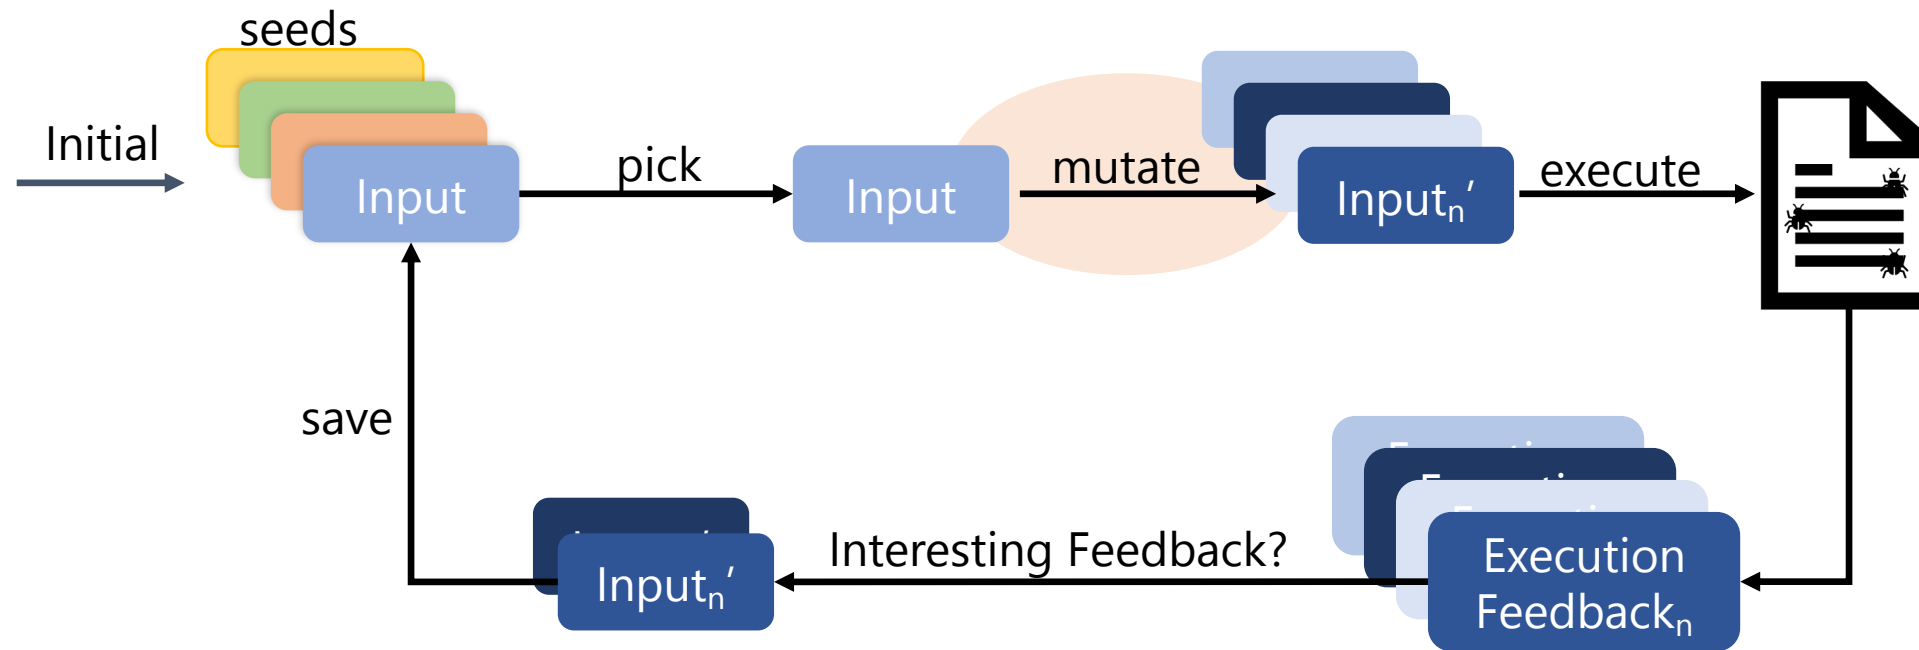 seeds
Initial
Input
pick
Input
mutate
Inputₙ′
execute
save
Inputₙ′
Interesting Feedback?
Execution
Feedbackₙ